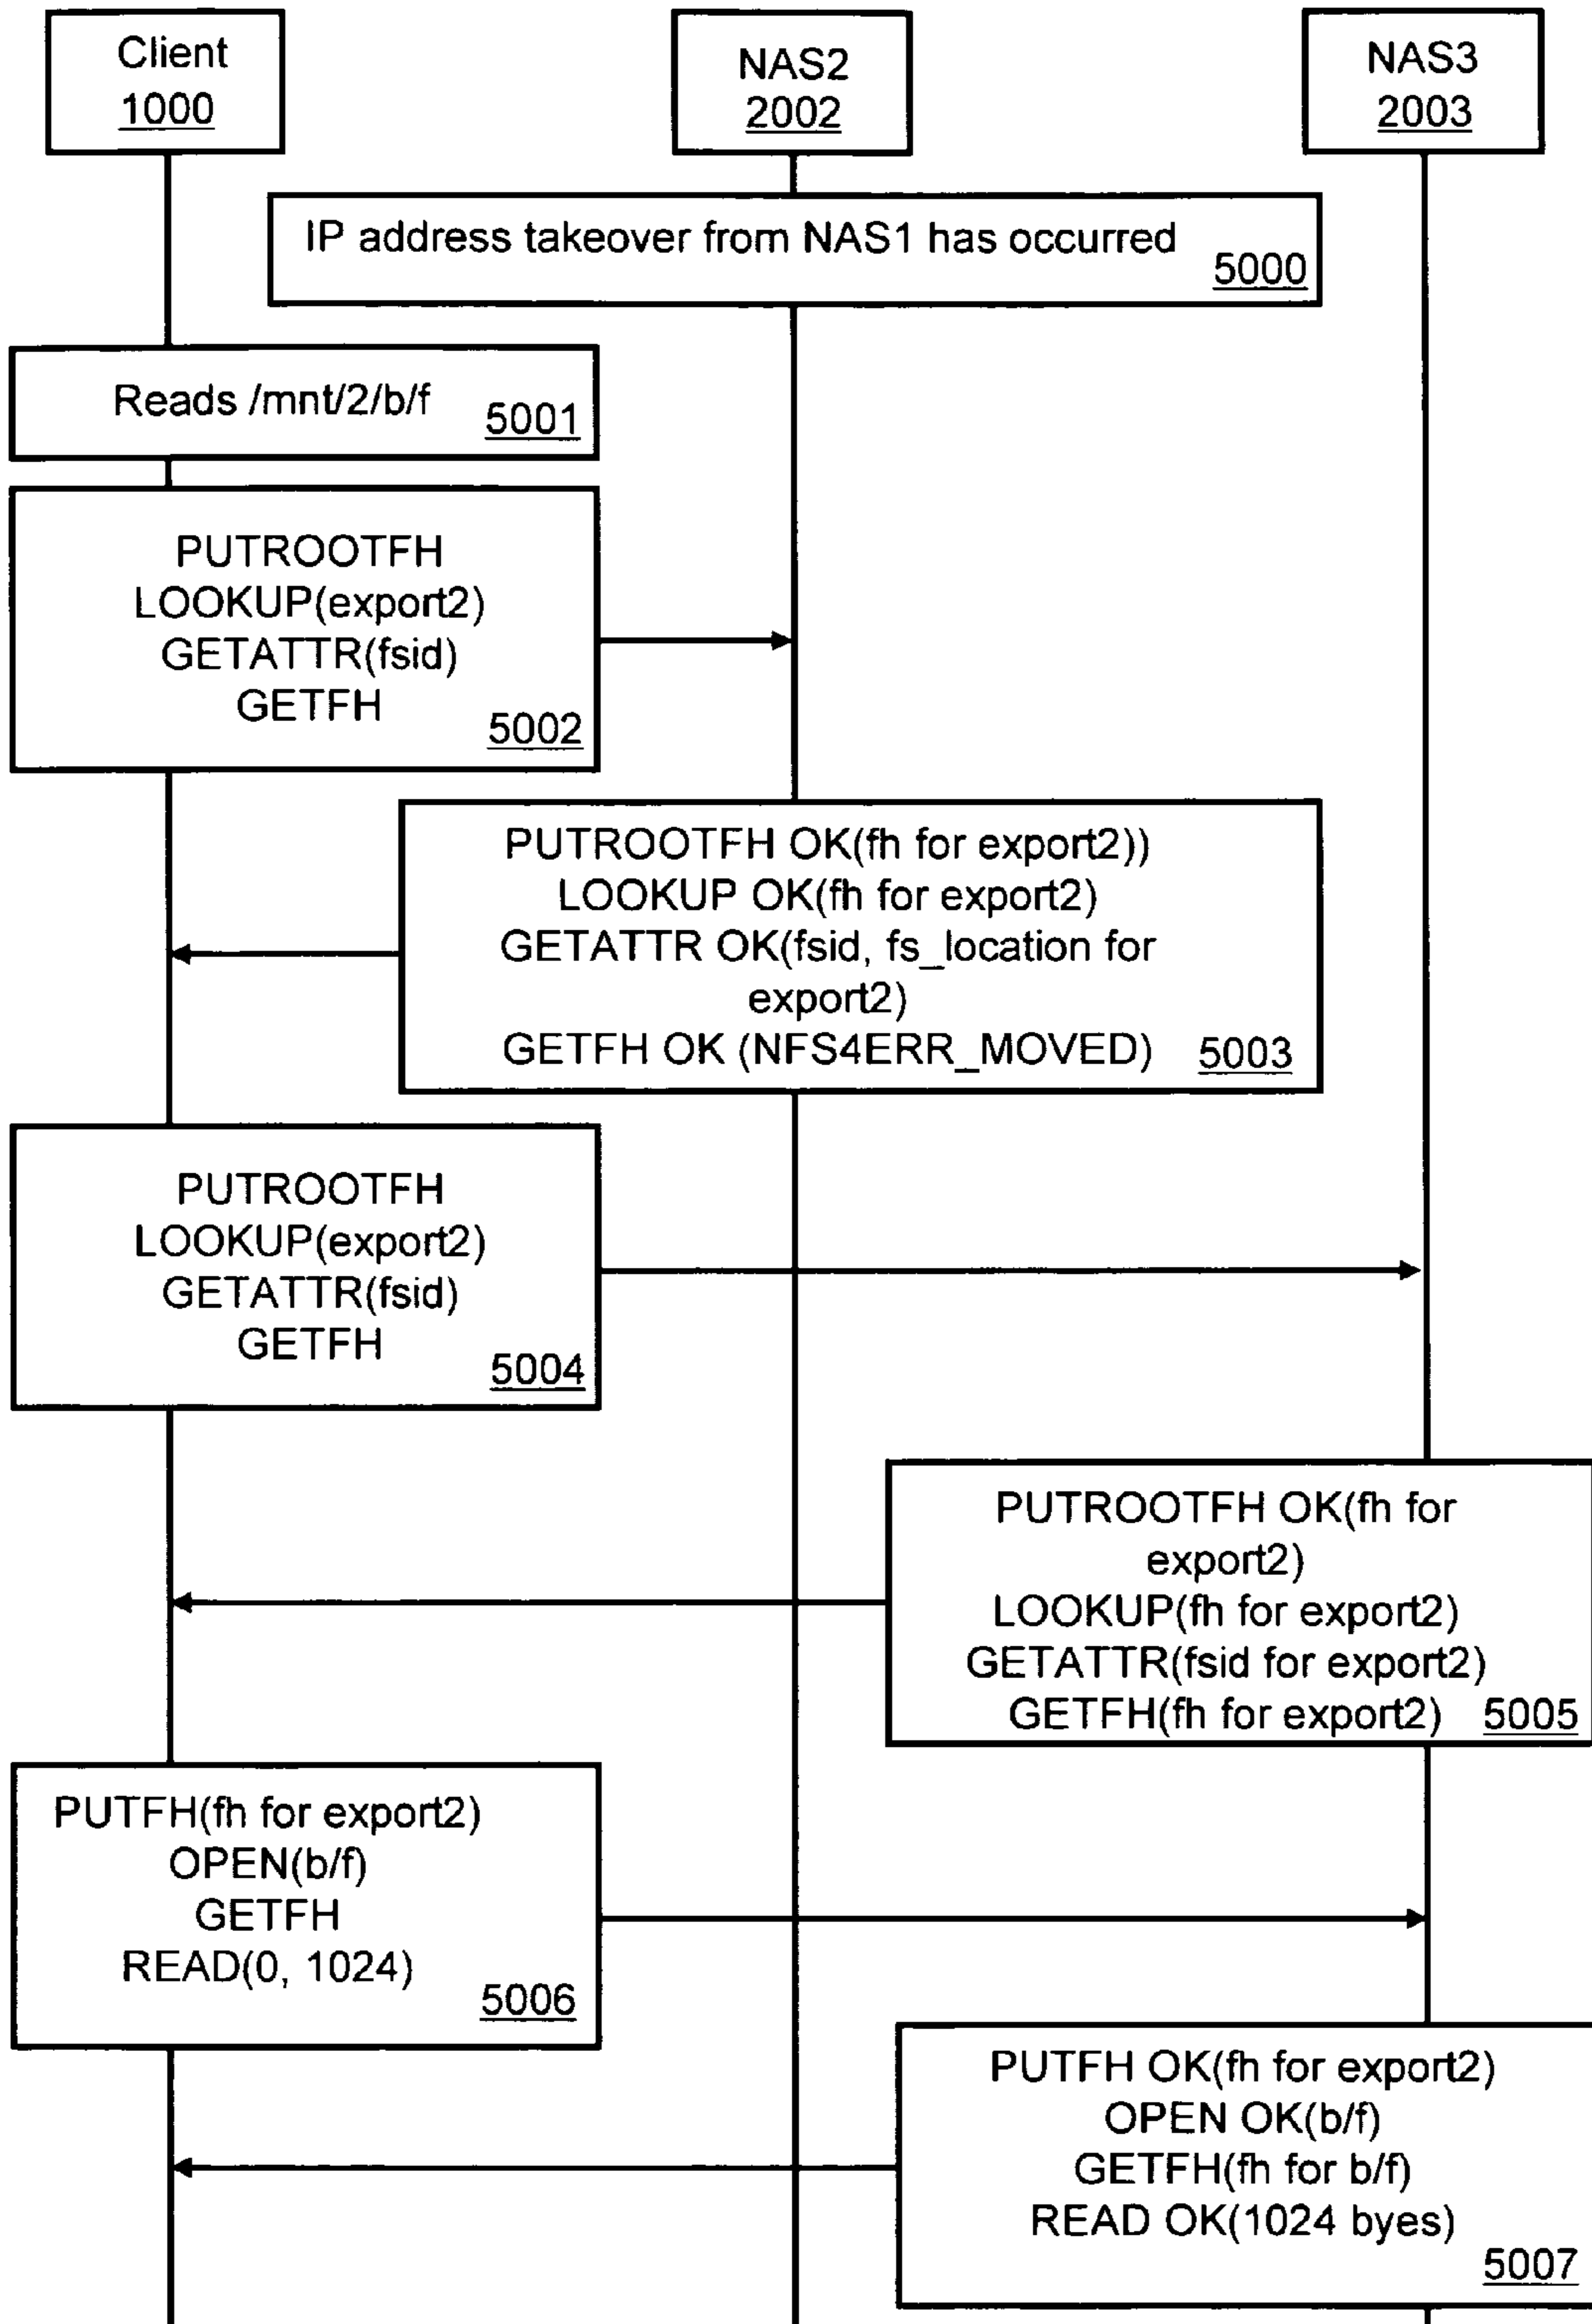 Client
1000
NAS2
2002
NAS3
2003
IP address takeover from NAS1 has occurred
5000
Reads /mnt/2/b/f
5001
PUTROOTFH
LOOKUP(export2)
GETATTR(fsid)
GETFH
5002
PUTROOTFH OK(fh for export2))
LOOKUP OK(fh for export2)
GETATTR OK(fsid, fs_location for
export2)
GETFH OK (NFS4ERR_MOVED)
5003
PUTROOTFH
LOOKUP(export2)
GETATTR(fsid)
GETFH
5004
PUTROOTFH OK(fh for
export2)
LOOKUP(fh for export2)
GETATTR(fsid for export2)
GETFH(fh for export2)
5005
PUTFH(fh for export2)
OPEN(b/f)
GETFH
READ(0, 1024)
5006
PUTFH OK(fh for export2)
OPEN OK(b/f)
GETFH(fh for b/f)
READ OK(1024 byes)
5007